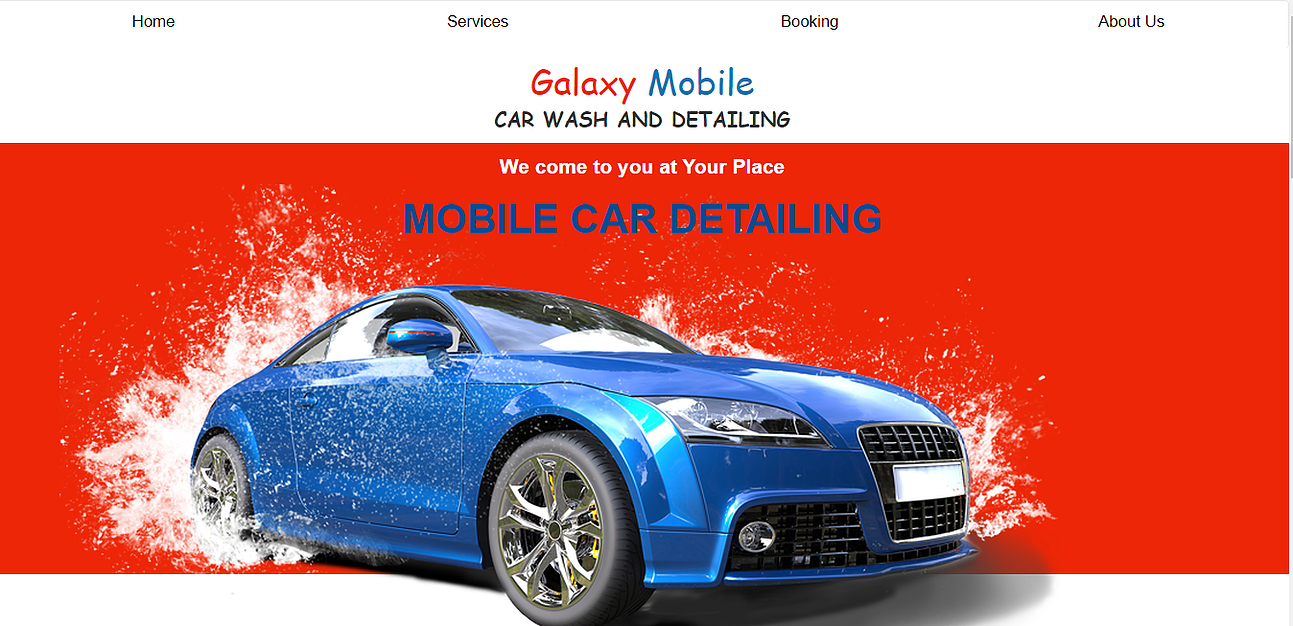 Home Services Booking About Us
Galaxy Mobile
CAR WASH AND DETAILING
We come to you at Your Place
MOBILE CAR DETAILING